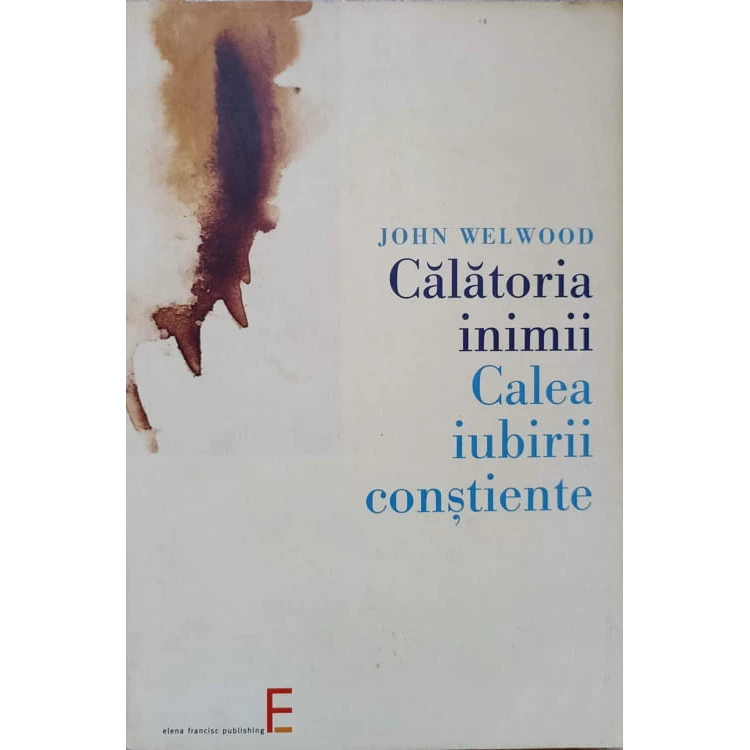 JOHN WELWOOD
Călătoria
inimii
Calea
iubirii
conștiente
elena francisc publishing